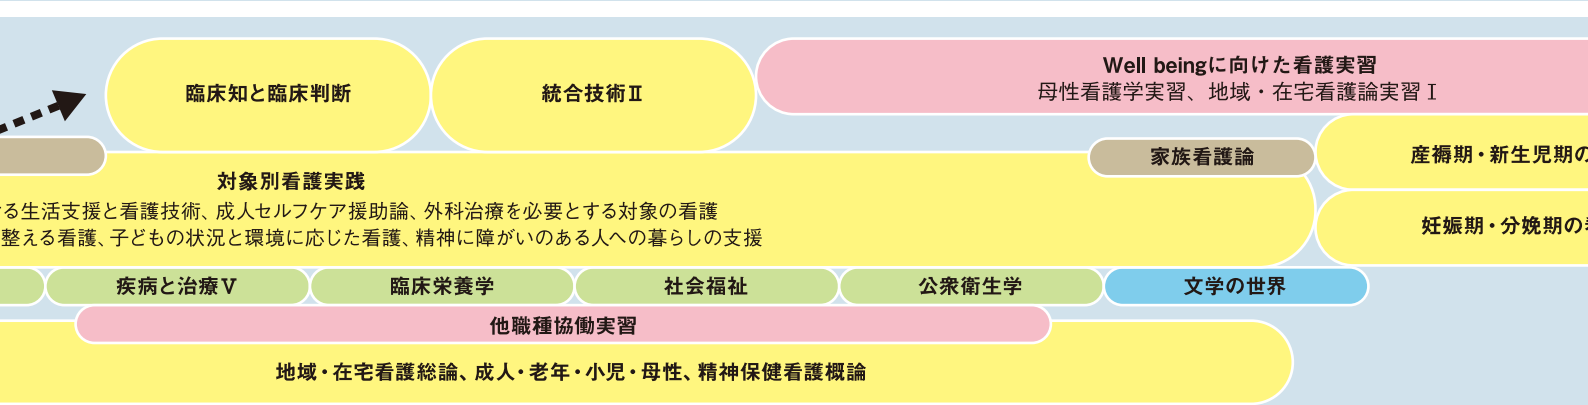 臨床知と臨床判断
統合技術Ⅱ
Well beingに向けた看護実習
母性看護学実習、地域・在宅看護論実習Ⅰ
家族看護論
産褥期・新生児期の
対象別看護実践
る生活支援と看護技術、成人セルフケア援助論、外科治療を必要とする対象の看護
整える看護、子どもの状況と環境に応じた看護、精神に障がいのある人への暮らしの支援
妊娠期・分娩期の
疾病と治療Ⅴ
臨床栄養学
社会福祉
公衆衛生学
文学の世界
他職種協働実習
地域・在宅看護総論、成人・老年・小児・母性、精神保健看護概論